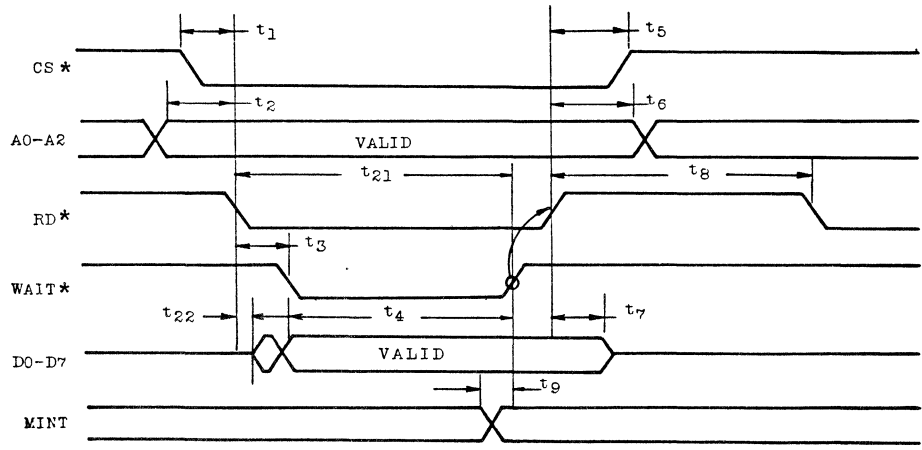 t1 t5
CS*
t2 t6
A0-A2 VALID
t21 t8
RD*
t3
WAIT*
t22 t4 t7
D0-D7 VALID
t9
MINT